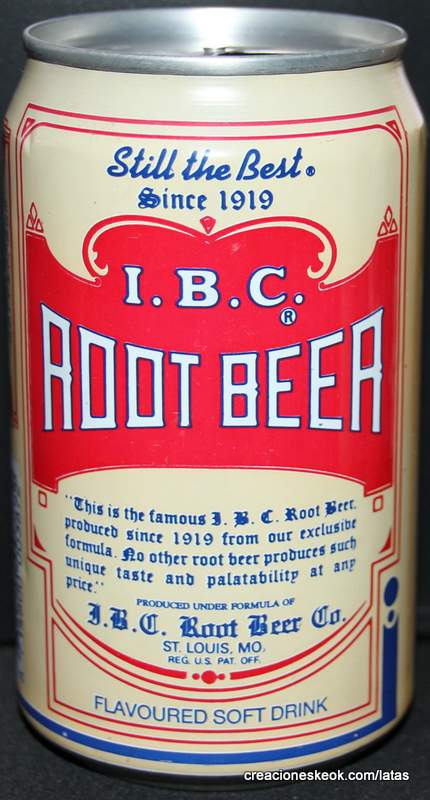 Still the Best®
Since 1919
I.B.C.®
ROOT BEER
"This is the famous I. B. C. Root Beer,
produced since 1919 from our exclusive
formula. No other root beer produces such
unique taste and palatability at any
price."
PRODUCED UNDER FORMULA OF
I.B.C. Root Beer Co.
ST. LOUIS, MO.
REG. U.S. PAT. OFF.
FLAVOURED SOFT DRINK
creacioneskeok.com/latas